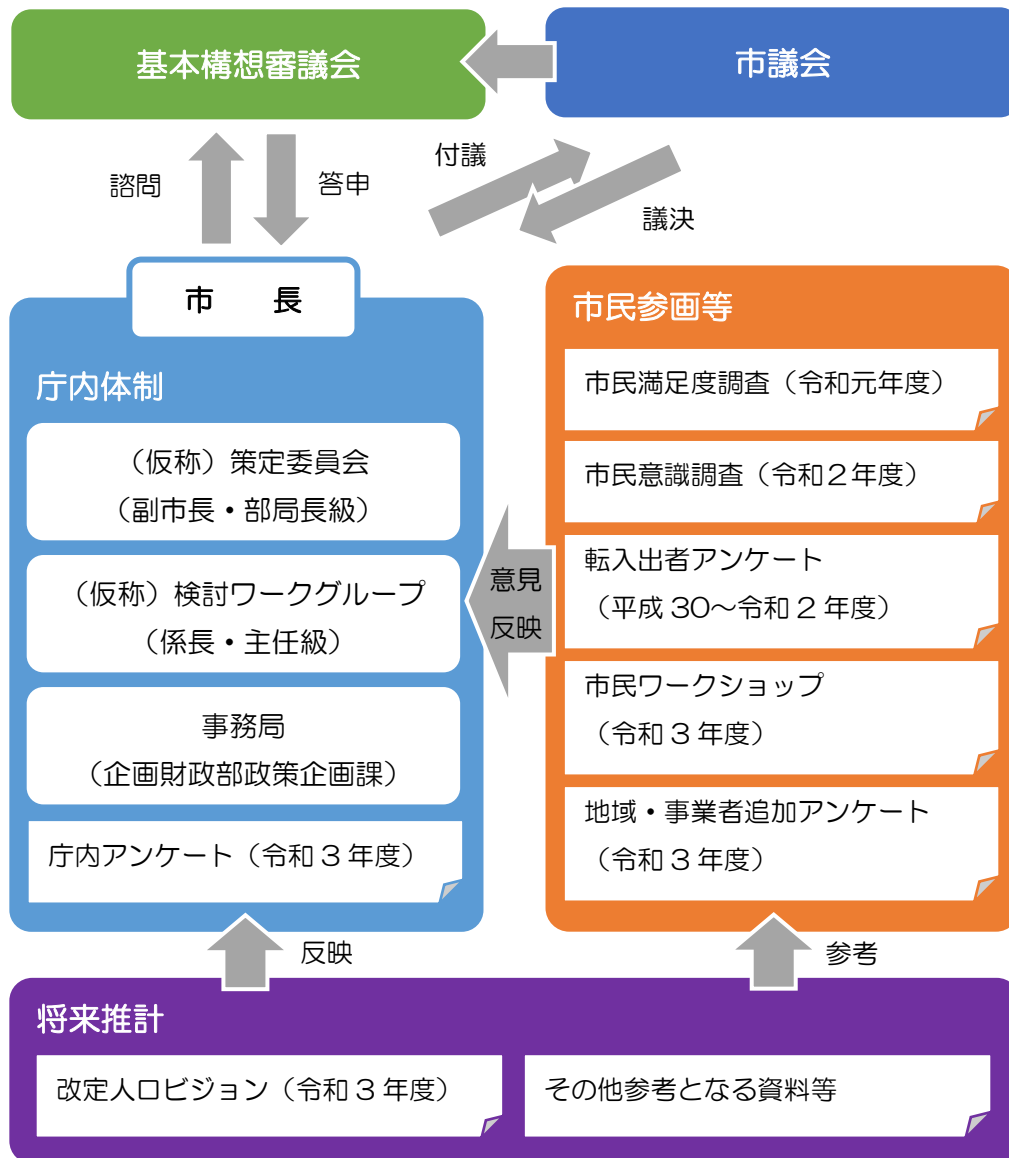 基本構想審議会
市議会
諮問
答申
付議
議決
市　長
庁内体制
（仮称）策定委員会
（副市長・部局長級）
（仮称）検討ワークグループ
（係長・主任級）
事務局
（企画財政部政策企画課）
庁内アンケート（令和３年度）
意見
反映
市民参画等
市民満足度調査（令和元年度）
市民意識調査（令和２年度）
転入出者アンケート
（平成 30～令和 2 年度）
市民ワークショップ
（令和 3 年度）
地域・事業者追加アンケート
（令和 3 年度）
反映
参考
将来推計
改定人口ビジョン（令和 3 年度）
その他参考となる資料等